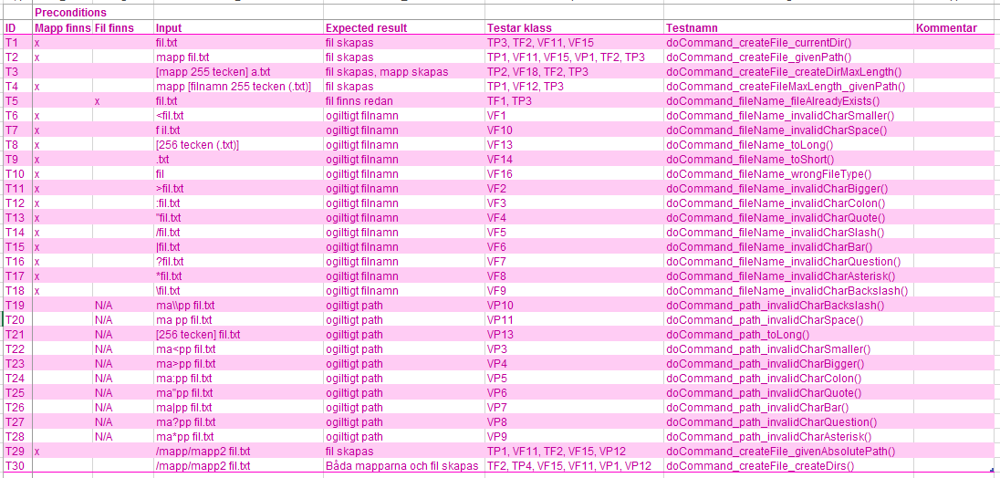 Preconditions
ID Mapp finns Fil finns Input Expected result Testar klass Testnamn Kommentar
T1 x fil.txt fil skapas TP3, TF2, VF11, VF15 doCommand_createFile_currentDir()
T2 x mapp fil.txt fil skapas TP1, VF11, VF15, VP1, TF2, TP3 doCommand_createFile_givenPath()
T3 [mapp 255 tecken] a.txt fil skapas, mapp skapas TP2, VF18, TF2, TP3 doCommand_createFile_createDirMaxLength()
T4 x mapp [filnamn 255 tecken (.txt)] fil skapas TP1, VF12, TP3 doCommand_createFileMaxLength_givenPath()
T5 x fil.txt fil finns redan TF1, TP3 doCommand_fileName_fileAlreadyExists()
T6 x <fil.txt ogiltigt filnamn VF1 doCommand_fileName_invalidCharSmaller()
T7 x f il.txt ogiltigt filnamn VF10 doCommand_fileName_invalidCharSpace()
T8 x [256 tecken (.txt)] ogiltigt filnamn VF13 doCommand_fileName_toLong()
T9 x .txt ogiltigt filnamn VF14 doCommand_fileName_toShort()
T10 x fil ogiltigt filnamn VF16 doCommand_fileName_wrongFileType()
T11 x >fil.txt ogiltigt filnamn VF2 doCommand_fileName_invalidCharBigger()
T12 x :fil.txt ogiltigt filnamn VF3 doCommand_fileName_invalidCharColon()
T13 x "fil.txt ogiltigt filnamn VF4 doCommand_fileName_invalidCharQuote()
T14 x /fil.txt ogiltigt filnamn VF5 doCommand_fileName_invalidCharSlash()
T15 x |fil.txt ogiltigt filnamn VF6 doCommand_fileName_invalidCharBar()
T16 x ?fil.txt ogiltigt filnamn VF7 doCommand_fileName_invalidCharQuestion()
T17 x *fil.txt ogiltigt filnamn VF8 doCommand_fileName_invalidCharAsterisk()
T18 x \fil.txt ogiltigt filnamn VF9 doCommand_fileName_invalidCharBackslash()
T19 N/A ma\\pp fil.txt ogiltigt path VP10 doCommand_path_invalidCharBackslash()
T20 N/A ma pp fil.txt ogiltigt path VP11 doCommand_path_invalidCharSpace()
T21 N/A [256 tecken] fil.txt ogiltigt path VP13 doCommand_path_toLong()
T22 N/A ma<pp fil.txt ogiltigt path VP3 doCommand_path_invalidCharSmaller()
T23 N/A ma>pp fil.txt ogiltigt path VP4 doCommand_path_invalidCharBigger()
T24 N/A ma:pp fil.txt ogiltigt path VP5 doCommand_path_invalidCharColon()
T25 N/A ma"pp fil.txt ogiltigt path VP6 doCommand_path_invalidCharQuote()
T26 N/A ma|pp fil.txt ogiltigt path VP7 doCommand_path_invalidCharBar()
T27 N/A ma?pp fil.txt ogiltigt path VP8 doCommand_path_invalidCharQuestion()
T28 N/A ma*pp fil.txt ogiltigt path VP9 doCommand_path_invalidCharAsterisk()
T29 x /mapp/mapp2 fil.txt fil skapas TP1, VF11, TF2, VF15, VP12 doCommand_createFile_givenAbsolutePath()
T30 /mapp/mapp2 fil.txt Båda mapparna och fil skapas TF2, TP4, VF15, VF11, VP1, VP12 doCommand_createFile_createDirs()